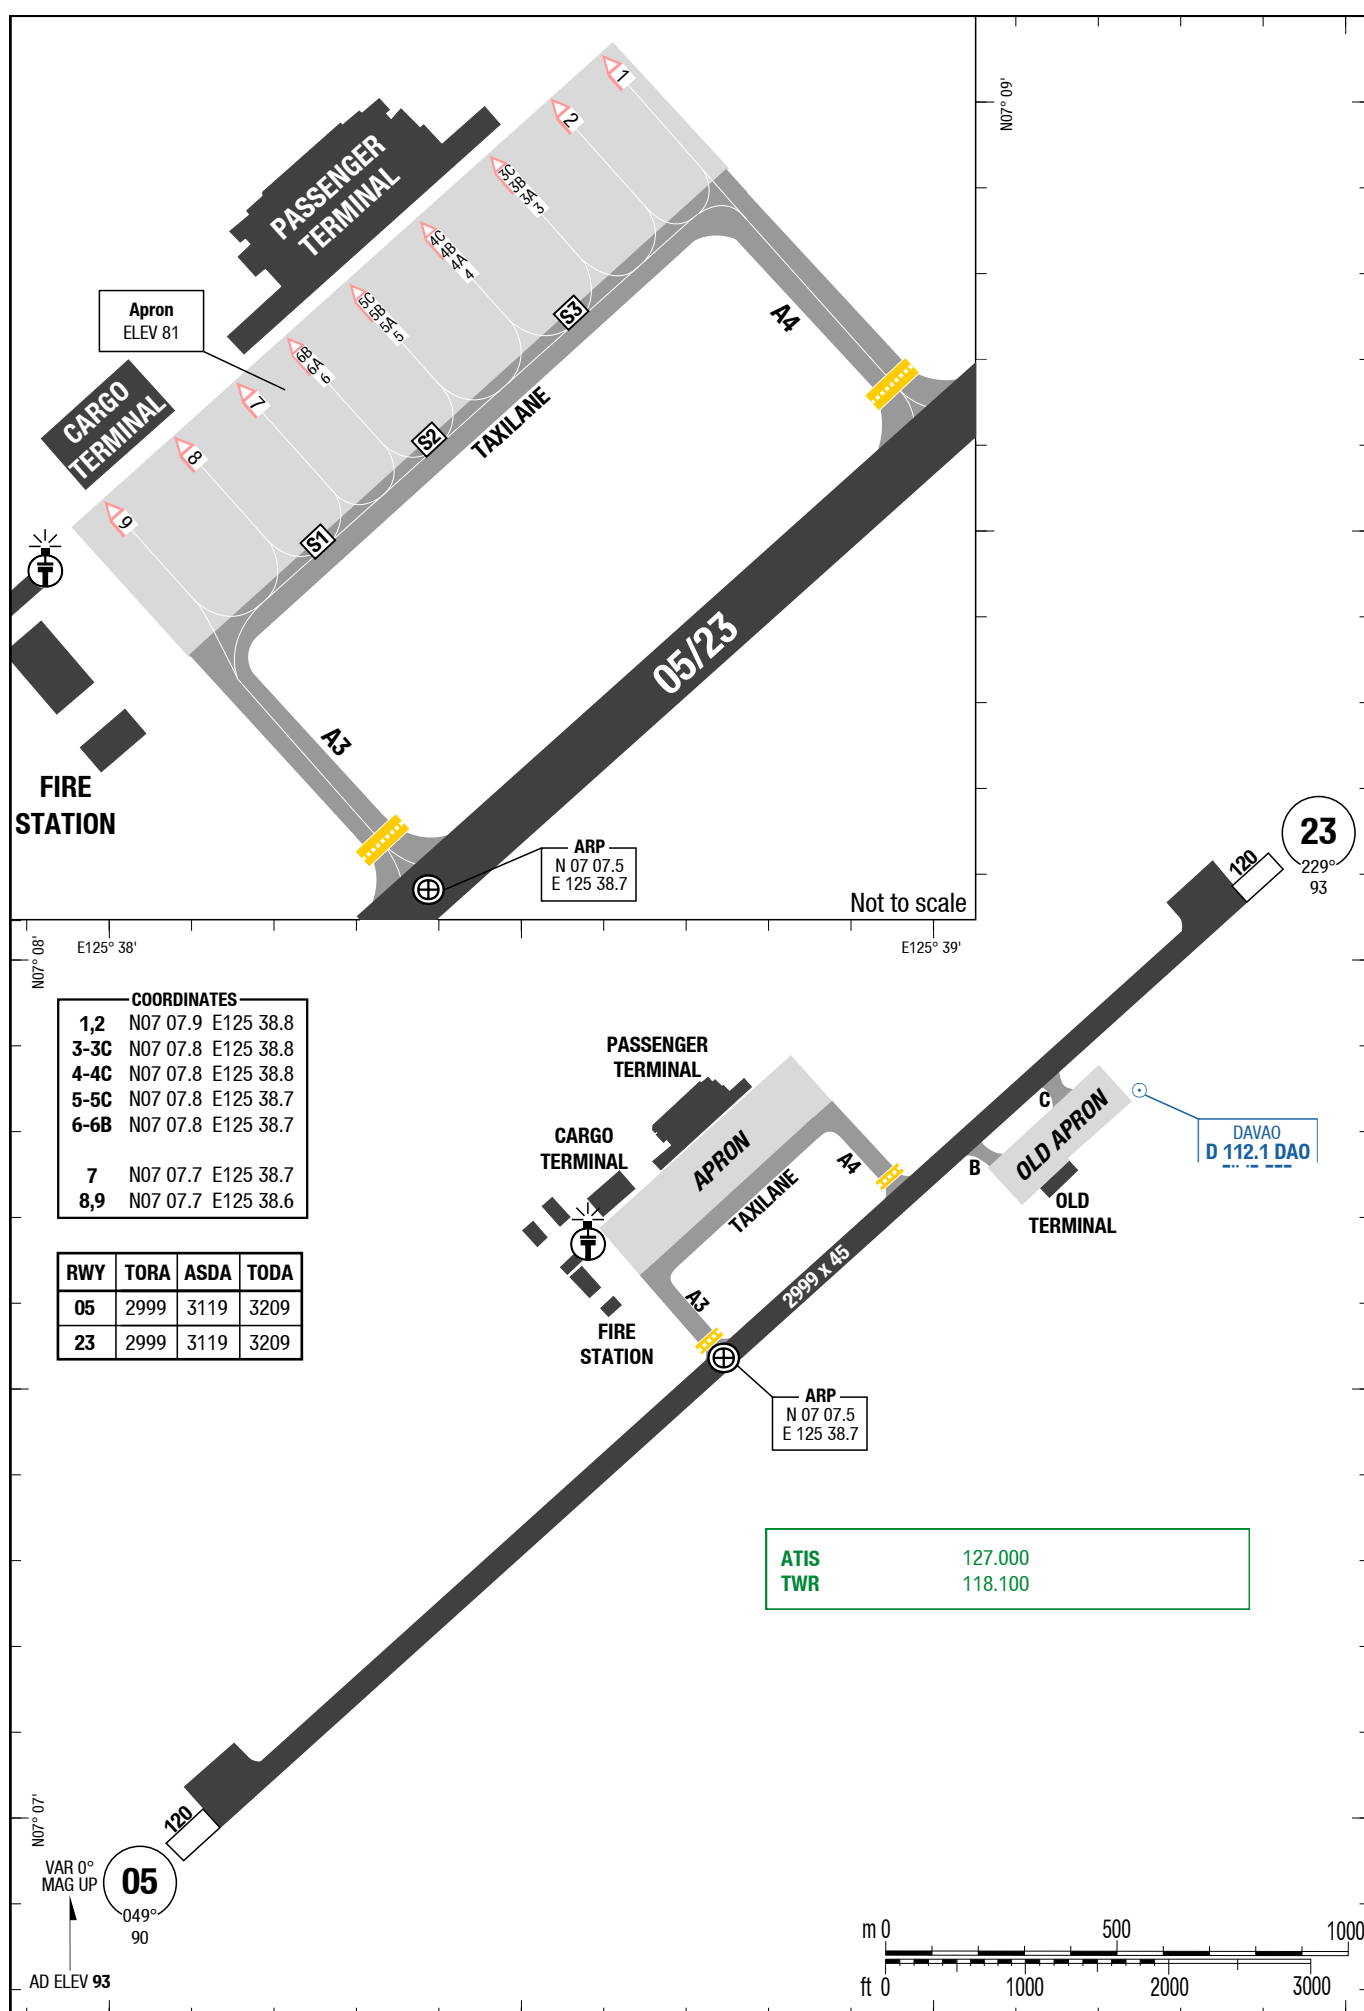 N07° 09'
1
2
3C
3B
3A
3
4C
4B
4A
4
5C
5B
5A
5
6B
6A
6
7
8
9
PASSENGER
TERMINAL
Apron
ELEV 81
CARGO
TERMINAL
S3
S2
S1
TAXILANE
A4
A3
05/23
FIRE
STATION
ARP
N 07 07.5
E 125 38.7
Not to scale
23
229°
93
120
N07° 08'
E125° 38'
E125° 39'
COORDINATES
1,2 N07 07.9 E125 38.8
3-3C N07 07.8 E125 38.8
4-4C N07 07.8 E125 38.8
5-5C N07 07.8 E125 38.7
6-6B N07 07.8 E125 38.7
7 N07 07.7 E125 38.7
8,9 N07 07.7 E125 38.6
RWY TORA ASDA TODA
05 2999 3119 3209
23 2999 3119 3209
PASSENGER
TERMINAL
CARGO
TERMINAL
APRON
TAXILANE
A4
A3
FIRE
STATION
2999 x 45
C
B
OLD APRON
OLD
TERMINAL
DAVAO
D 112.1 DAO
ARP
N 07 07.5
E 125 38.7
ATIS 127.000
TWR 118.100
N07° 07'
120
05
049°
90
VAR 0°
MAG UP
AD ELEV 93
m 0 500 1000
ft 0 1000 2000 3000